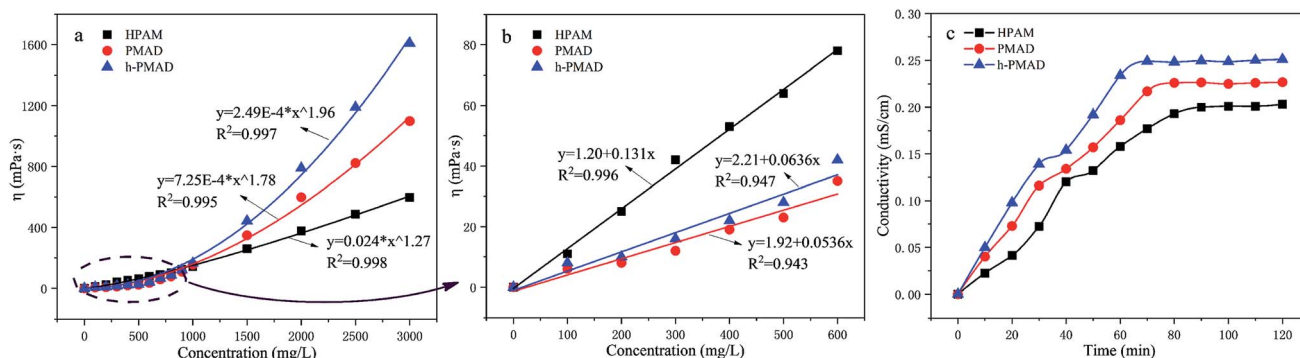 a
HPAM
PMAD
h-PMAD
y=2.49E-4*x^1.96
R²=0.997
y=7.25E-4*x^1.78
R²=0.995
y=0.024*x^1.27
R²=0.998
1600
1200
800
400
0
η (mPa·s)
0 500 1000 1500 2000 2500 3000
Concentration (mg/L)
b
HPAM
PMAD
h-PMAD
y=1.20+0.131x
R²=0.996
y=2.21+0.0636x
R²=0.947
y=1.92+0.0536x
R²=0.943
80
60
40
20
0
η (mPa·s)
0 100 200 300 400 500 600
Concentration (mg/L)
c
HPAM
PMAD
h-PMAD
0.30
0.25
0.20
0.15
0.10
0.05
0.00
Conductivity (mS/cm)
0 20 40 60 80 100 120
Time (min)